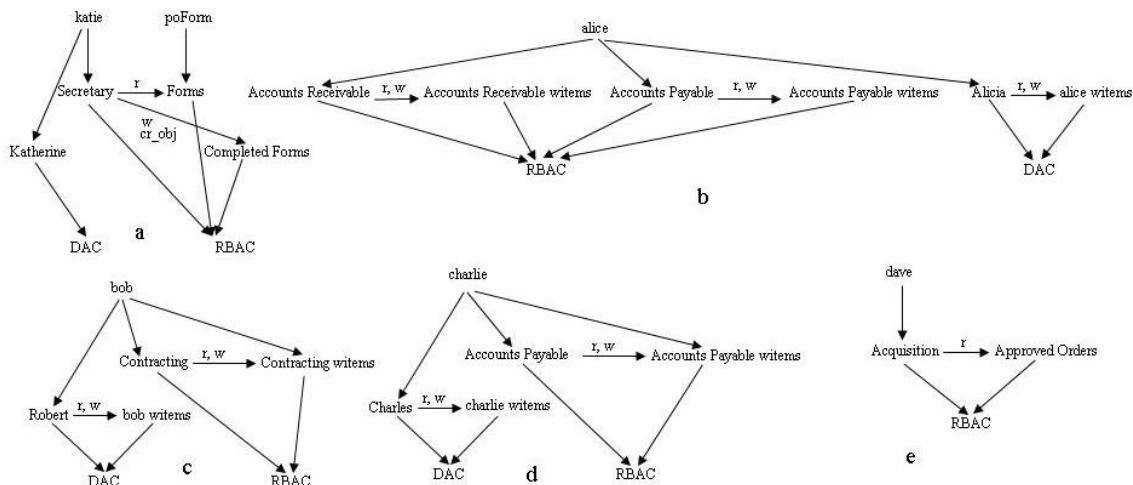 katie poForm
Secretary r Forms
w
cr_obj
Katherine Completed Forms
DAC RBAC
a
alice
Accounts Receivable r, w Accounts Receivable witems Accounts Payable r, w Accounts Payable witems Alicia r, w alice witems
RBAC DAC
b
bob
Contracting r, w Contracting witems
Robert r, w bob witems
DAC RBAC
c
charlie
Accounts Payable r, w Accounts Payable witems
Charles r, w charlie witems
DAC RBAC
d
dave
Acquisition r Approved Orders
RBAC
e